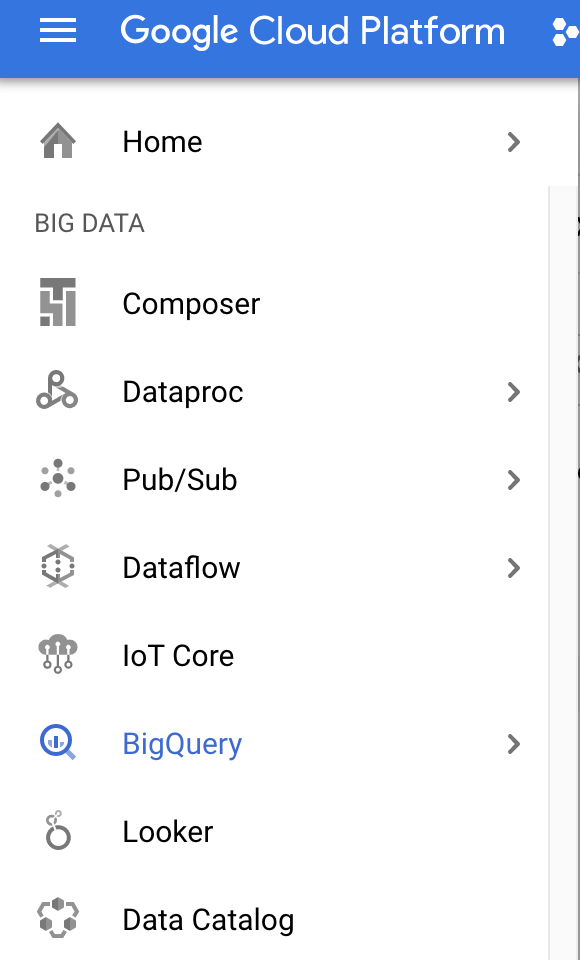 Google Cloud Platform
Home
BIG DATA
Composer
Dataproc
Pub/Sub
Dataflow
IoT Core
BigQuery
Looker
Data Catalog